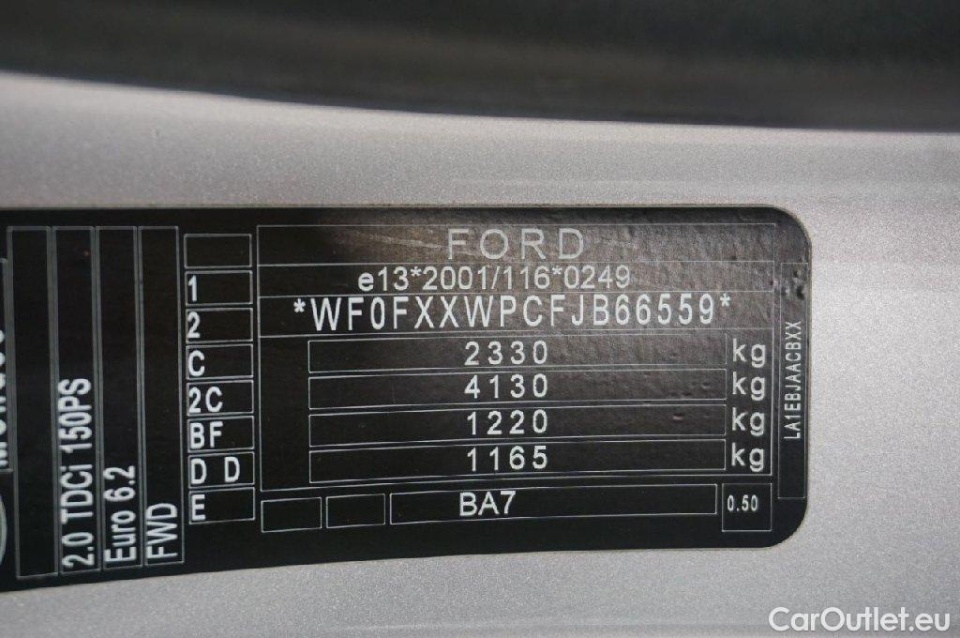 FORD
1 e13*2001/116*0249
2 *WF0FXXWPCFJB66559*
C 2330 kg
2C 4130 kg
BF 1220 kg
D D 1165 kg
E BA7 0.50
LA1EBJAACBXX
2.0 TDCi 150PS
Euro 6.2
FWD
CarOutlet.eu